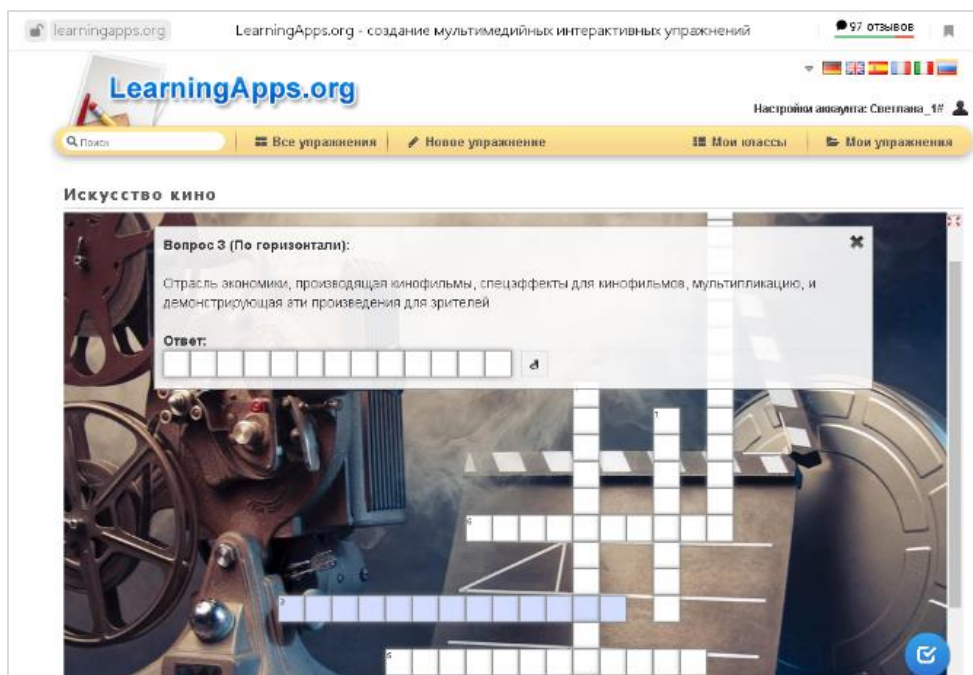 learningapps.org
LearningApps.org - создание мультимедийных интерактивных упражнений
97 отзывов
LearningApps.org
Настройки аккаунта: Светлана_1#
Поиск
Все упражнения
Новое упражнение
Мои классы
Мои упражнения
Искусство кино
Вопрос 3 (По горизонтали):
Отрасль экономики, производящая кинофильмы, спецэффекты для кинофильмов, мультипликацию, и
демонстрирующая эти произведения для зрителей
Ответ: